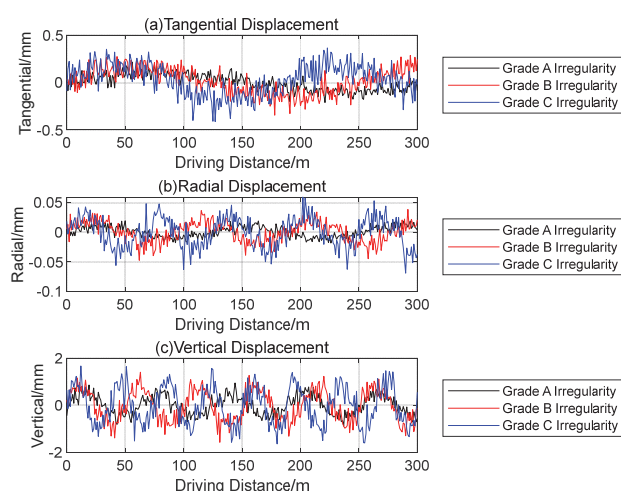 (a)Tangential Displacement
0.5
0
-0.5
Tangential/mm
0 50 100 150 200 250 300
Driving Distance/m
Grade A Irregularity
Grade B Irregularity
Grade C Irregularity
(b)Radial Displacement
0.05
0
-0.05
-0.1
Radial/mm
0 50 100 150 200 250 300
Driving Distance/m
Grade A Irregularity
Grade B Irregularity
Grade C Irregularity
(c)Vertical Displacement
2
0
-2
Vertical/mm
0 50 100 150 200 250 300
Driving Distance/m
Grade A Irregularity
Grade B Irregularity
Grade C Irregularity